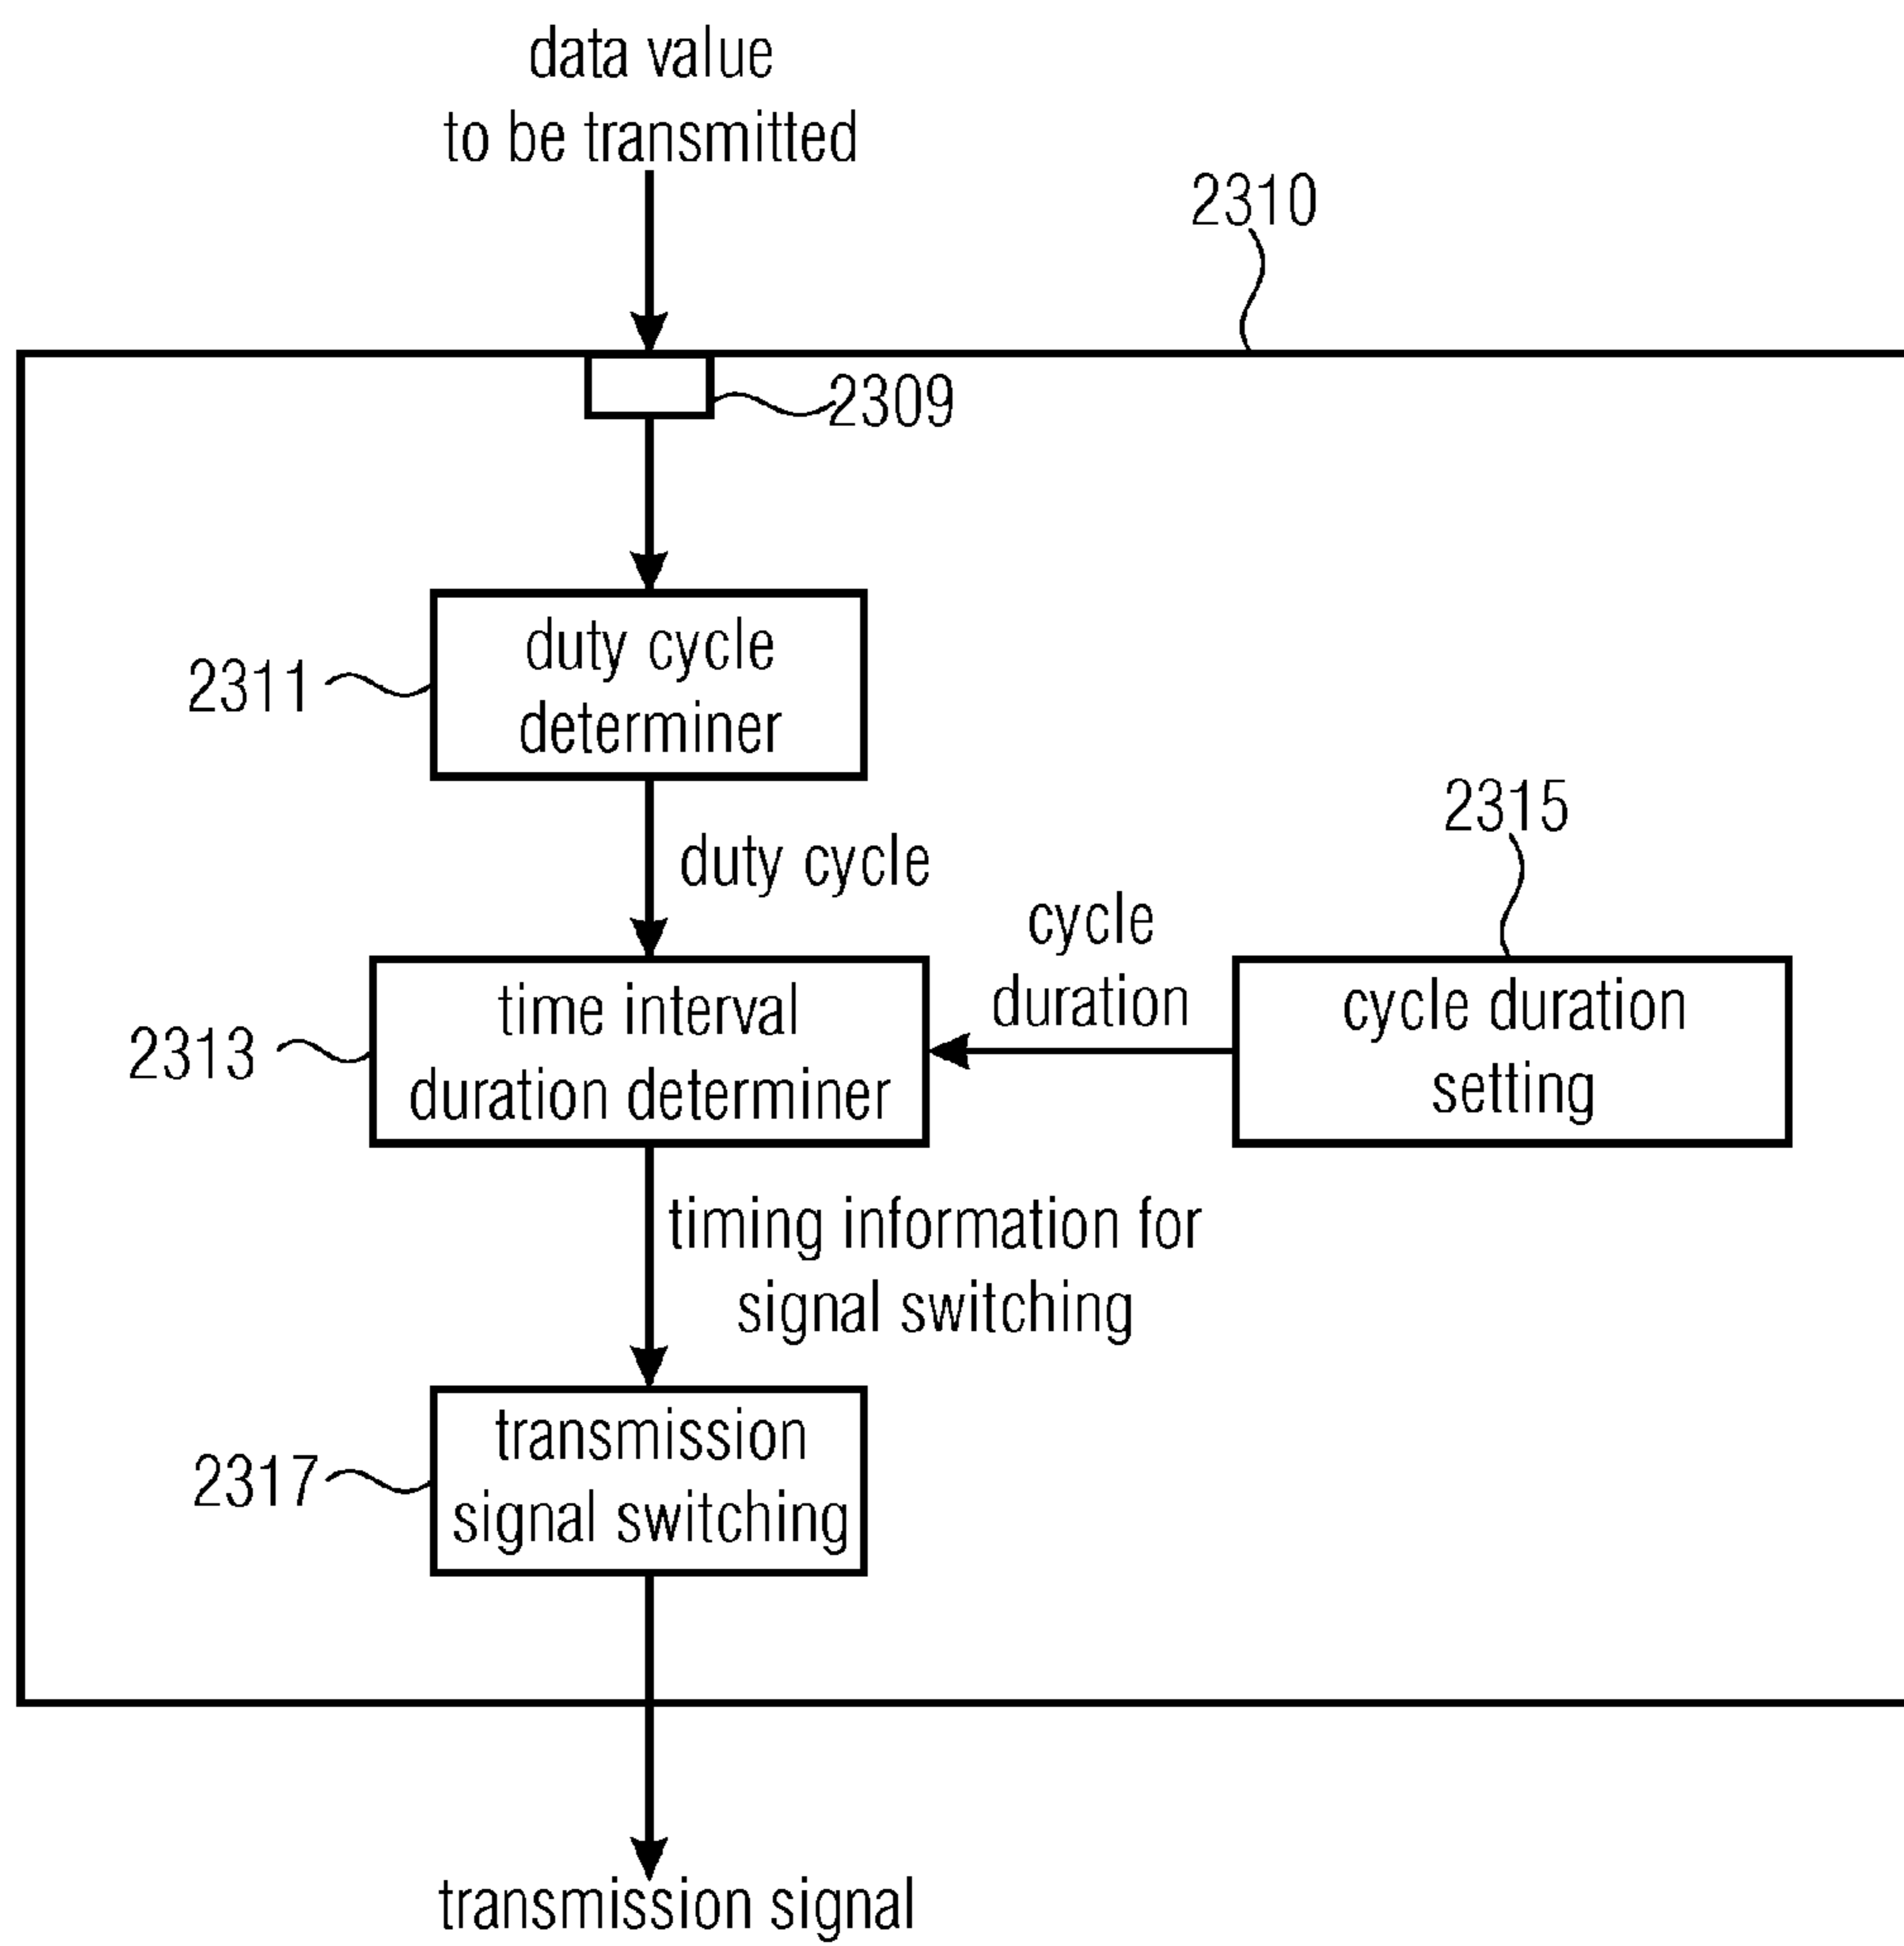 data value
to be transmitted
2310
2309
duty cycle
determiner
2311
duty cycle
2315
cycle
duration
time interval
duration determiner
2313
cycle duration
setting
timing information for
signal switching
transmission
signal switching
2317
transmission signal